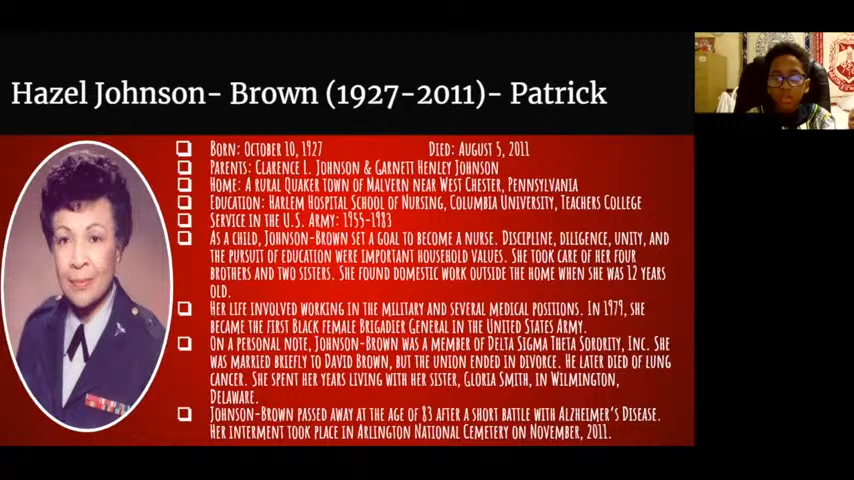 Hazel Johnson- Brown (1927-2011)- Patrick
Born: October 10, 1927 Died: August 5, 2011
Parents: Clarence L. Johnson & Garnett Henley Johnson
Home: A rural Quaker town of Malvern near West Chester, Pennsylvania
Education: Harlem Hospital School of Nursing, Columbia University, Teachers College
Service in the U.S. Army: 1955-1983
As a child, Johnson-Brown set a goal to become a nurse. Discipline, diligence, unity, and
the pursuit of education were important household values. She took care of her four
brothers and two sisters. She found domestic work outside the home when she was 12 years
old.
Her life involved working in the military and several medical positions. In 1979, she
became the first Black female Brigadier General in the United States Army.
On a personal note, Johnson-Brown was a member of Delta Sigma Theta Sorority, Inc. She
was married briefly to David Brown, but the union ended in divorce. He later died of lung
cancer. She spent her years living with her sister, Gloria Smith, in Wilmington,
Delaware.
Johnson-Brown passed away at the age of 83 after a short battle with Alzheimer's Disease.
Her interment took place in Arlington National Cemetery on November, 2011.